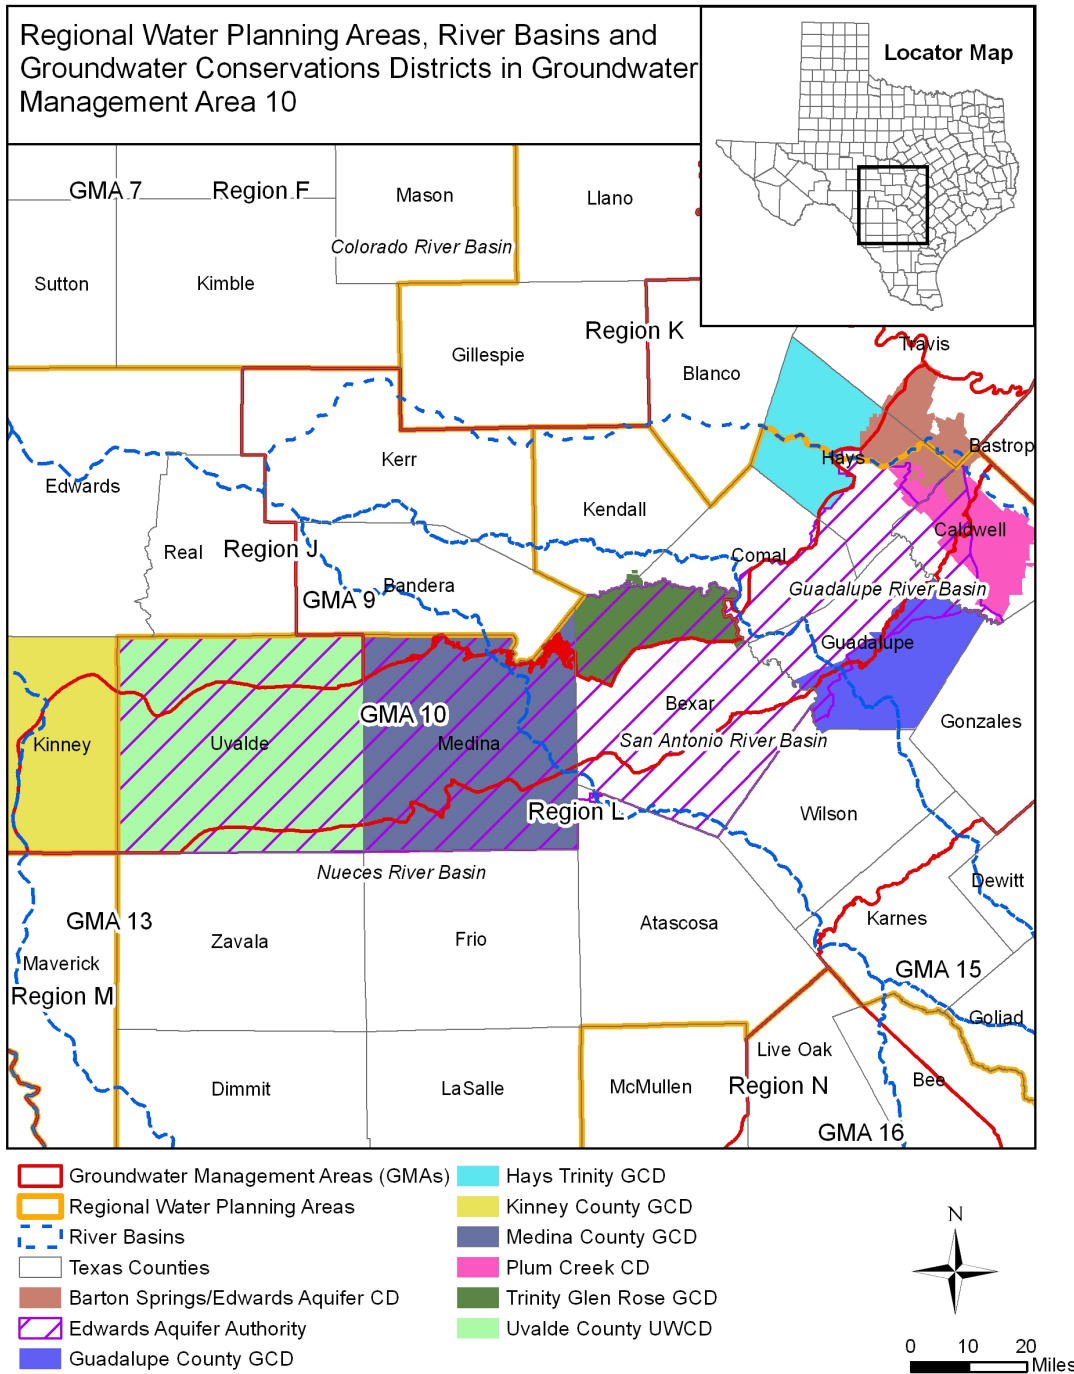 Regional Water Planning Areas, River Basins and
Groundwater Conservations Districts in Groundwater
Management Area 10
Locator Map
GMA 7
Region F
Mason
Llano
Colorado River Basin
Sutton
Kimble
Region K
Travis
Gillespie
Blanco
Bastrop
Hays
Kerr
Edwards
Kendall
Caldwell
Real
Region J
Comal
Bandera
Guadalupe River Basin
GMA 9
Guadalupe
Bexar
GMA 10
Gonzales
Kinney
Uvalde
Medina
San Antonio River Basin
Region L
Wilson
Nueces River Basin
Dewitt
GMA 13
Karnes
Atascosa
Zavala
Frio
Maverick
GMA 15
Region M
Goliad
Live Oak
Bee
Dimmit
LaSalle
McMullen
Region N
GMA 16
Groundwater Management Areas (GMAs)
Regional Water Planning Areas
River Basins
Texas Counties
Barton Springs/Edwards Aquifer CD
Edwards Aquifer Authority
Guadalupe County GCD
Hays Trinity GCD
Kinney County GCD
Medina County GCD
Plum Creek CD
Trinity Glen Rose GCD
Uvalde County UWCD
N
0 10 20
Miles